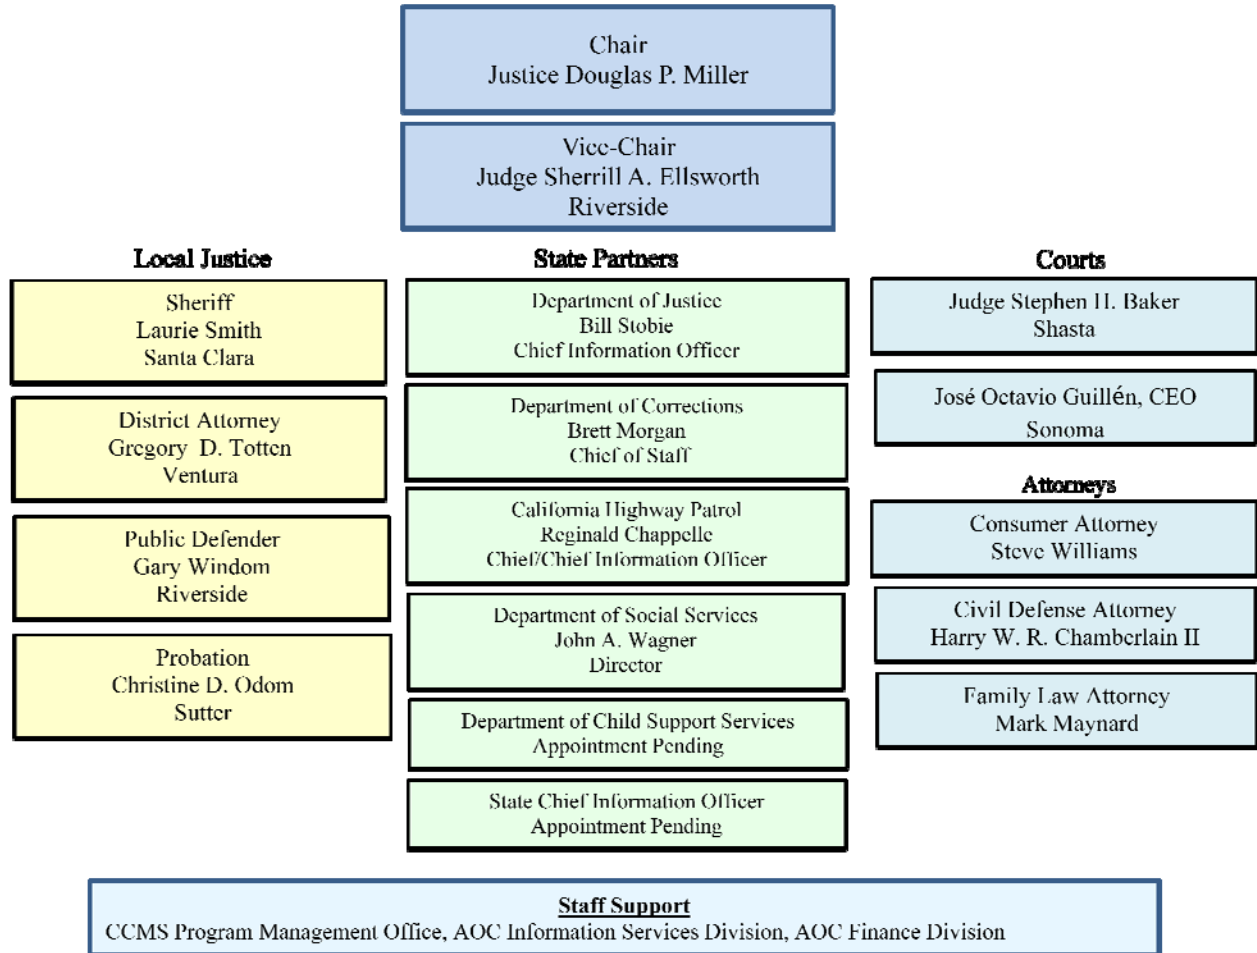 Chair
Justice Douglas P. Miller
Vice-Chair
Judge Sherrill A. Ellsworth
Riverside
Local Justice
Sheriff
Laurie Smith
Santa Clara
District Attorney
Gregory D. Totten
Ventura
Public Defender
Gary Windom
Riverside
Probation
Christine D. Odom
Sutter
State Partners
Department of Justice
Bill Stobie
Chief Information Officer
Department of Corrections
Brett Morgan
Chief of Staff
California Highway Patrol
Reginald Chappelle
Chief/Chief Information Officer
Department of Social Services
John A. Wagner
Director
Department of Child Support Services
Appointment Pending
State Chief Information Officer
Appointment Pending
Courts
Judge Stephen H. Baker
Shasta
José Octavio Guillén, CEO
Sonoma
Attorneys
Consumer Attorney
Steve Williams
Civil Defense Attorney
Harry W. R. Chamberlain II
Family Law Attorney
Mark Maynard
Staff Support
CCMS Program Management Office, AOC Information Services Division, AOC Finance Division